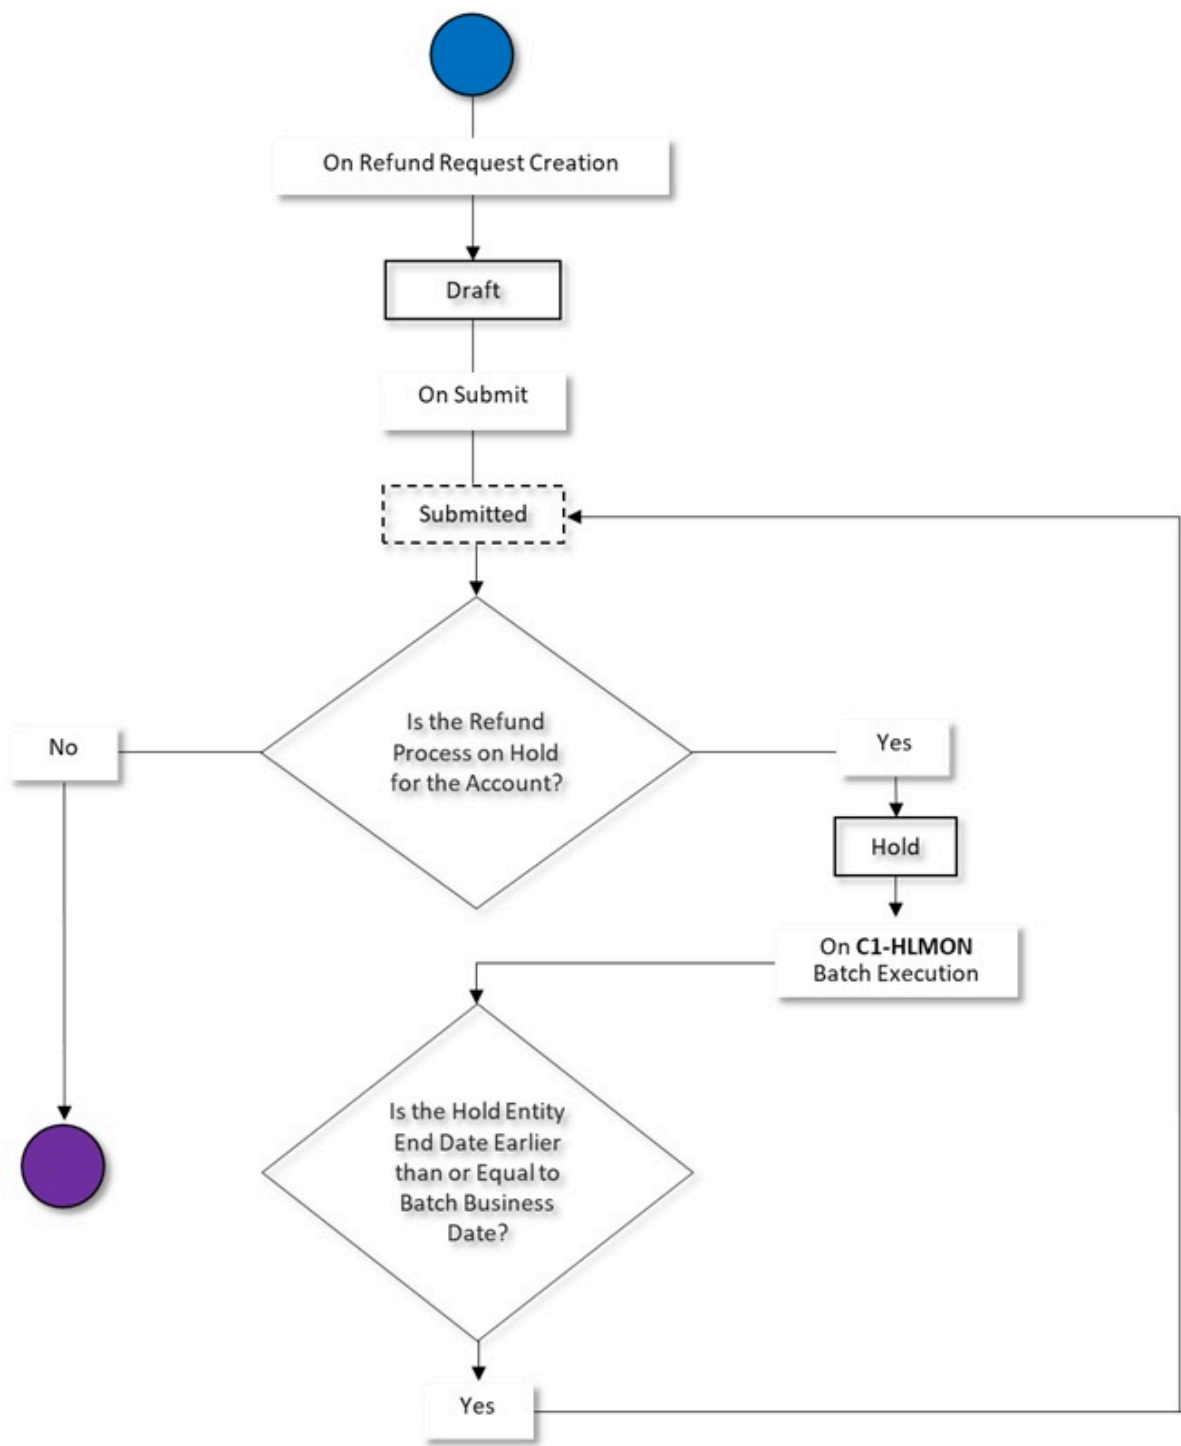 On Refund Request Creation
Draft
On Submit
Submitted
Is the Refund
Process on Hold
for the Account?
No
Yes
Hold
On C1-HLMON
Batch Execution
Is the Hold Entity
End Date Earlier
than or Equal to
Batch Business
Date?
Yes